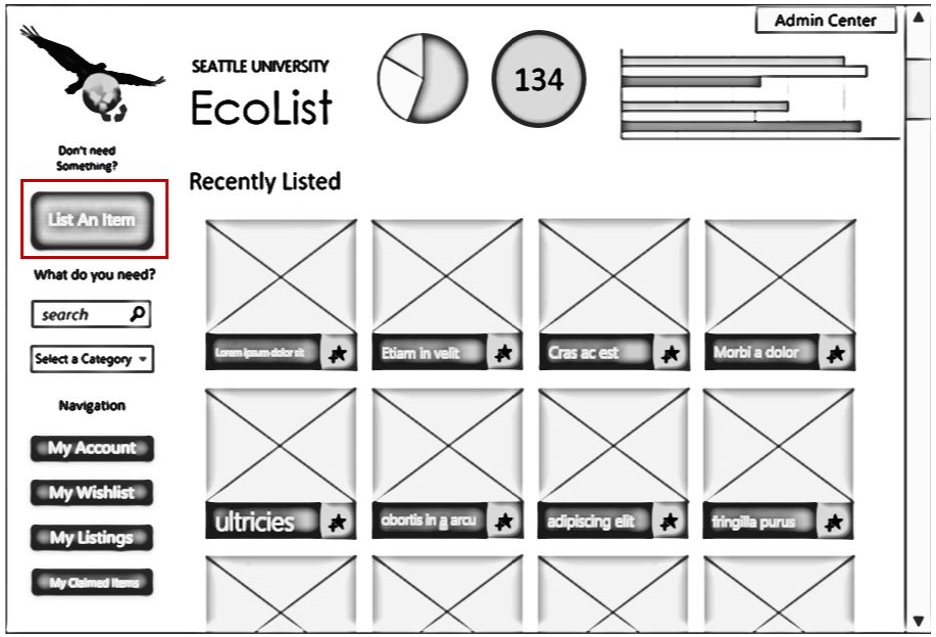 Admin Center
SEATTLE UNIVERSITY
EcoList
134
Don't need
Something?
List An Item
What do you need?
search
Select a Category
Navigation
My Account
My Wishlist
My Listings
My Claimed Items
Recently Listed
Lorem ipsum dolor sit
Etiam in velit
Cras ac est
Morbi a dolor
ultricies
obortis in a arcu
adipiscing elit
fringilla purus